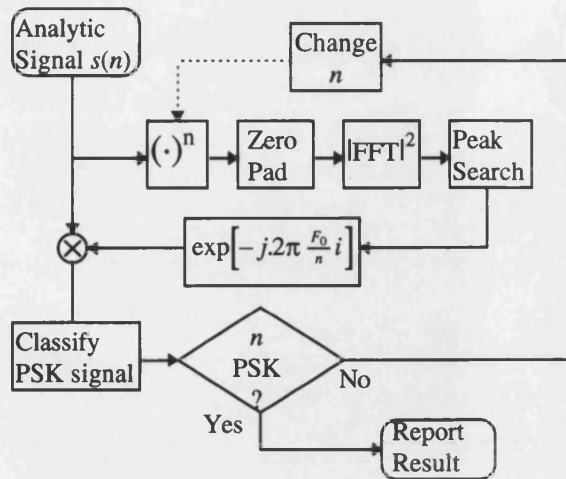 Analytic
Signal s(n)
Change
n
(·)^n
Zero
Pad
|FFT|^2
Peak
Search
exp[-j.2π F_0/n i]
Classify
PSK signal
n
PSK
?
No
Yes
Report
Result